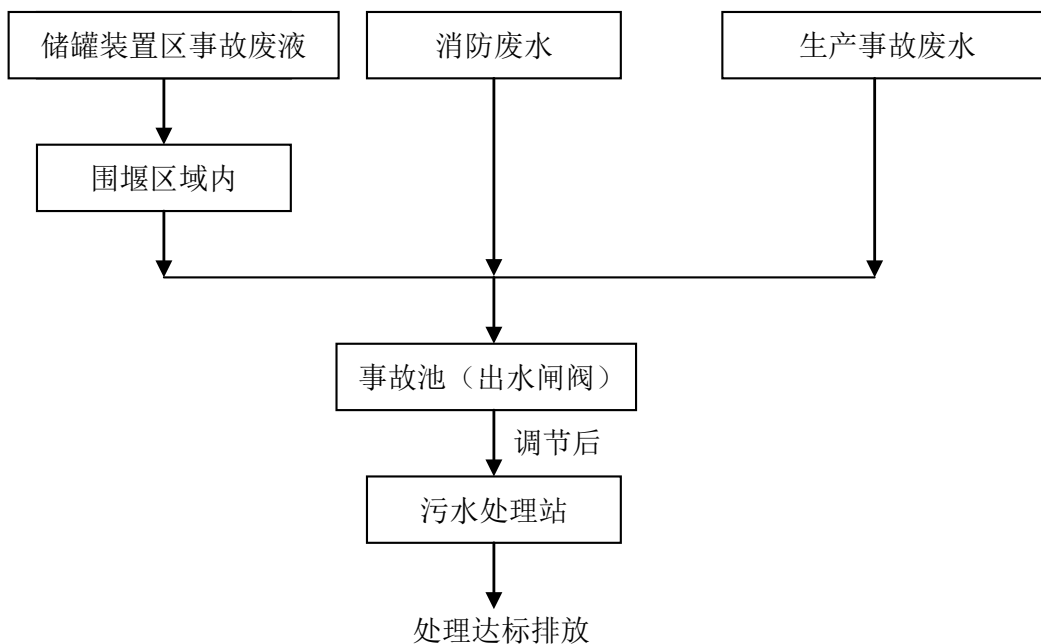 储罐装置区事故废液
消防废水
生产事故废水
围堰区域内
事故池（出水闸阀）
调节后
污水处理站
处理达标排放